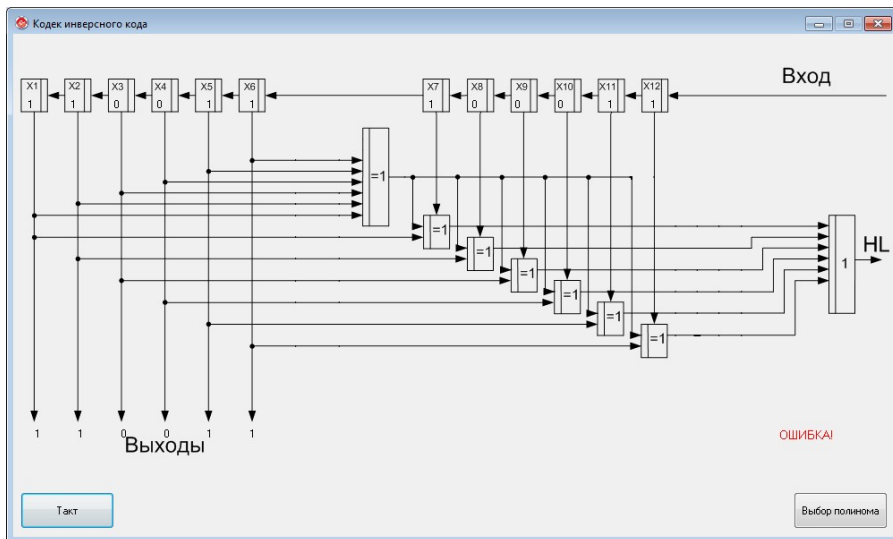 Кодек инверсного кода
Вход
X1 X2 X3 X4 X5 X6 X7 X8 X9 X10 X11 X12
1 1 0 0 1 1 1 0 0 0 1 1
=1
=1
=1
=1
=1
=1
=1
1
HL
1 1 0 0 1 1
Выходы
ОШИБКА!
Такт
Выбор полинома